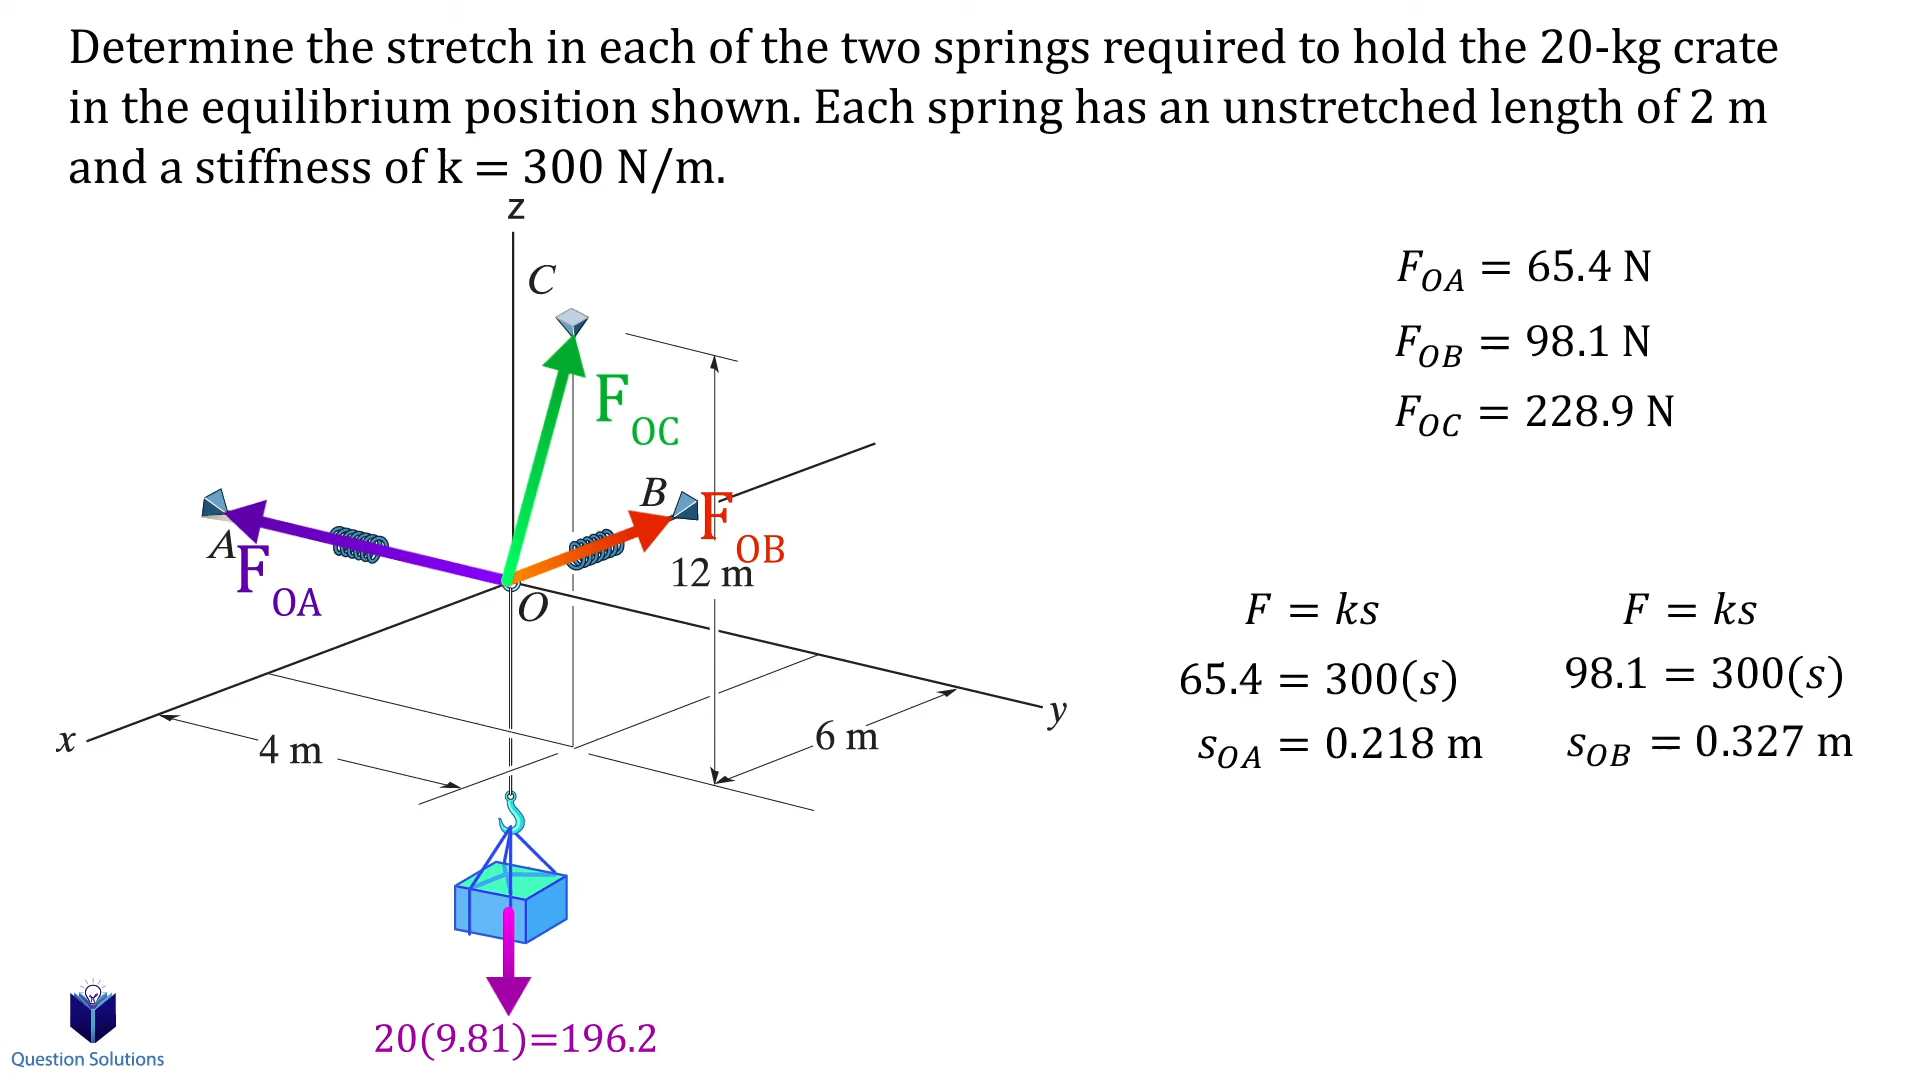 Determine the stretch in each of the two springs required to hold the 20-kg crate
in the equilibrium position shown. Each spring has an unstretched length of 2 m
and a stiffness of k = 300 N/m.
z
C
F_OC
B
F_OB
A
F_OA
12 m
O
x
y
4 m
6 m
20(9.81)=196.2
F_OA = 65.4 N
F_OB = 98.1 N
F_OC = 228.9 N
F = ks
65.4 = 300(s)
s_OA = 0.218 m
F = ks
98.1 = 300(s)
s_OB = 0.327 m
Question Solutions